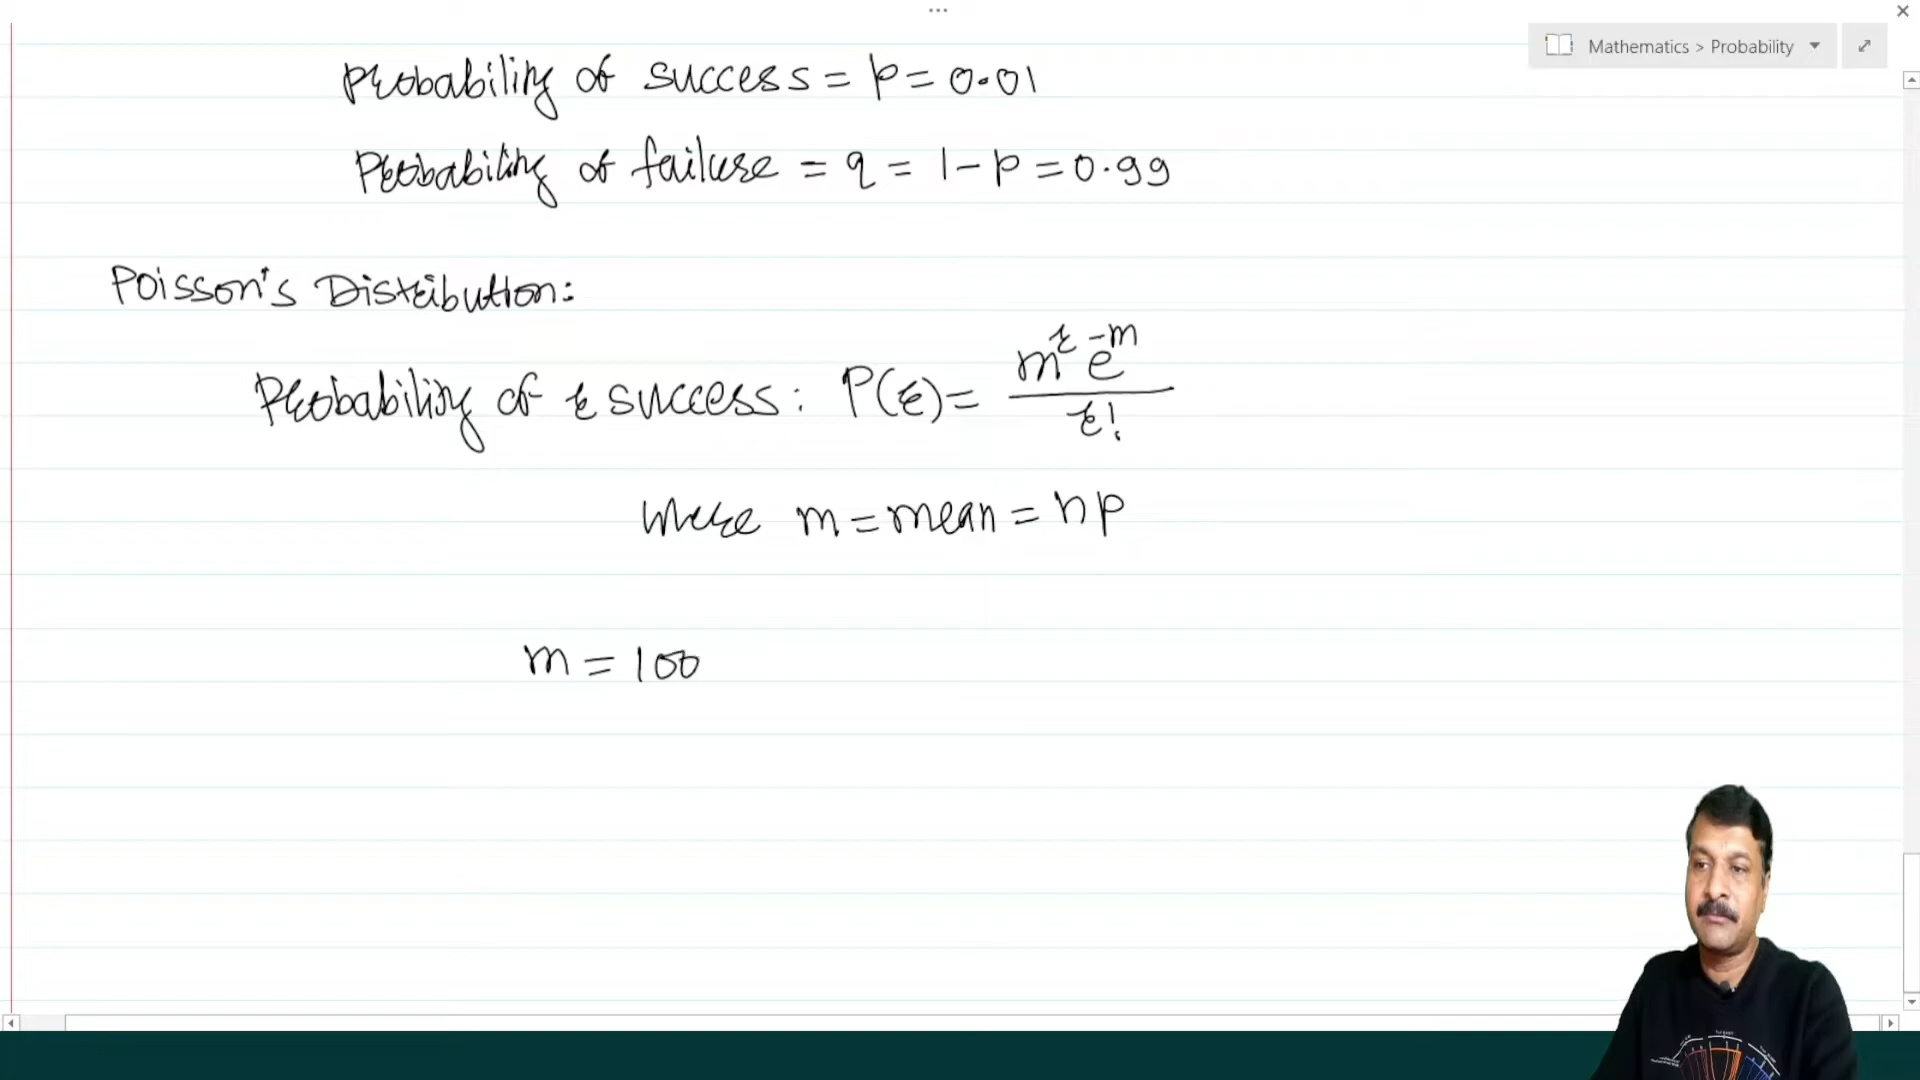 Mathematics > Probability
Probability of success = p = 0.01
Probability of failure = q = 1 - p = 0.99
Poisson's Distribution:
Probability of r success: P(r) = m^r e^-m / r!
where m = mean = np
m = 100